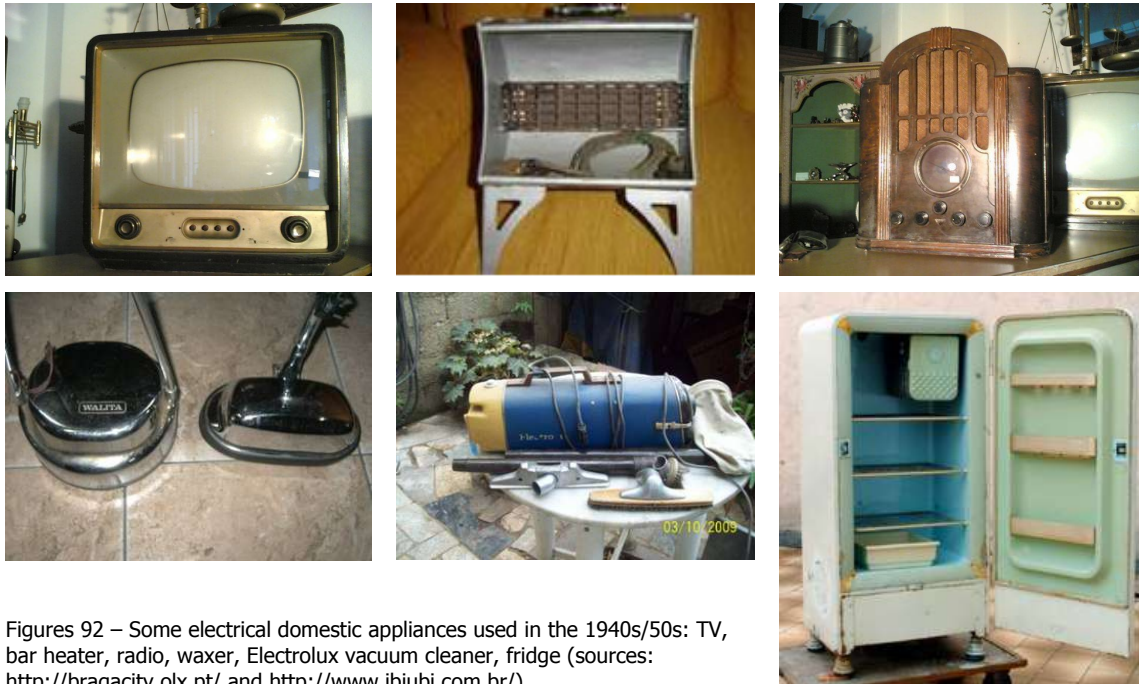 WALITA
03/10/2009
Figures 92 – Some electrical domestic appliances used in the 1940s/50s: TV,
bar heater, radio, waxer, Electrolux vacuum cleaner, fridge (sources:
http://bragacity.olx.pt/ and http://www.ibiubi.com.br/)